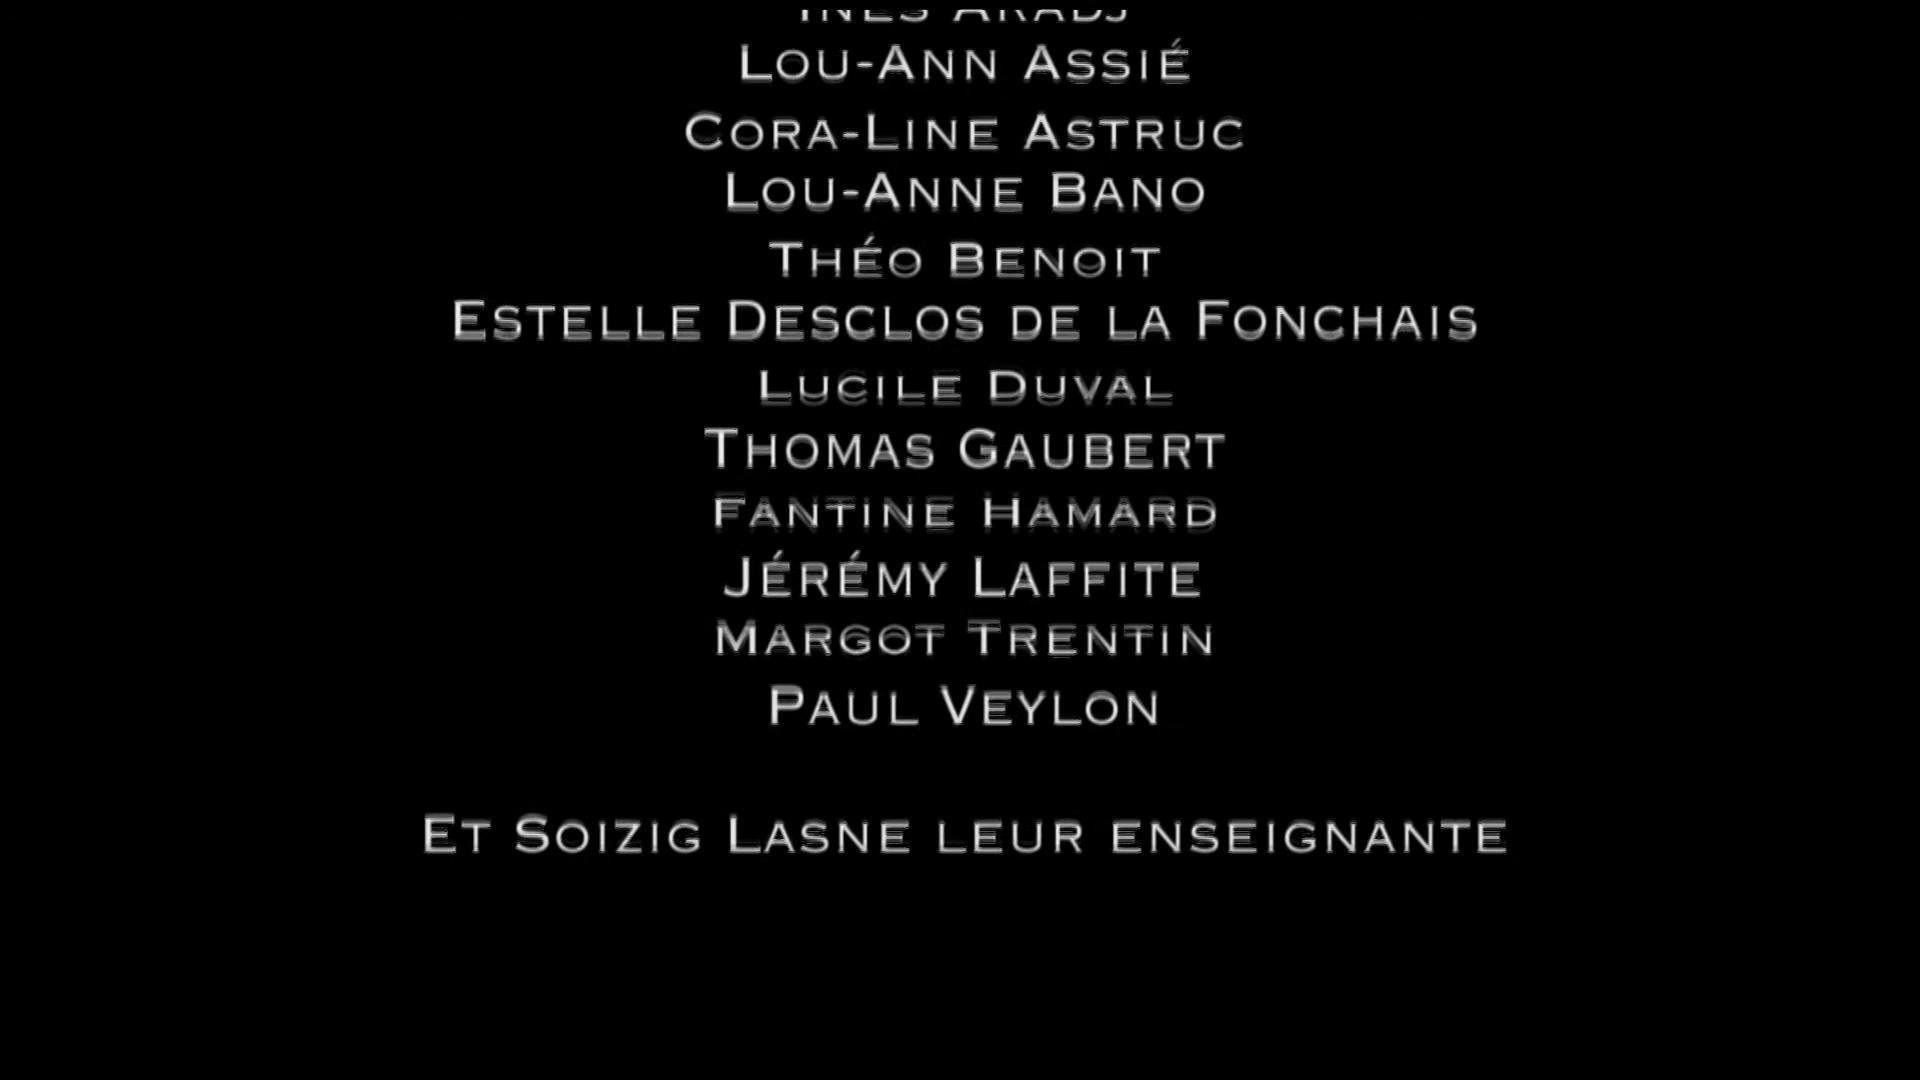 Lou-Ann Assié
Cora-Line Astruc
Lou-Anne Bano
Théo Benoit
Estelle Desclos de la Fonchais
Lucile Duval
Thomas Gaubert
Fantine Hamard
Jérémy Laffite
Margot Trentin
Paul Veylon
Et Soizig Lasne leur enseignante